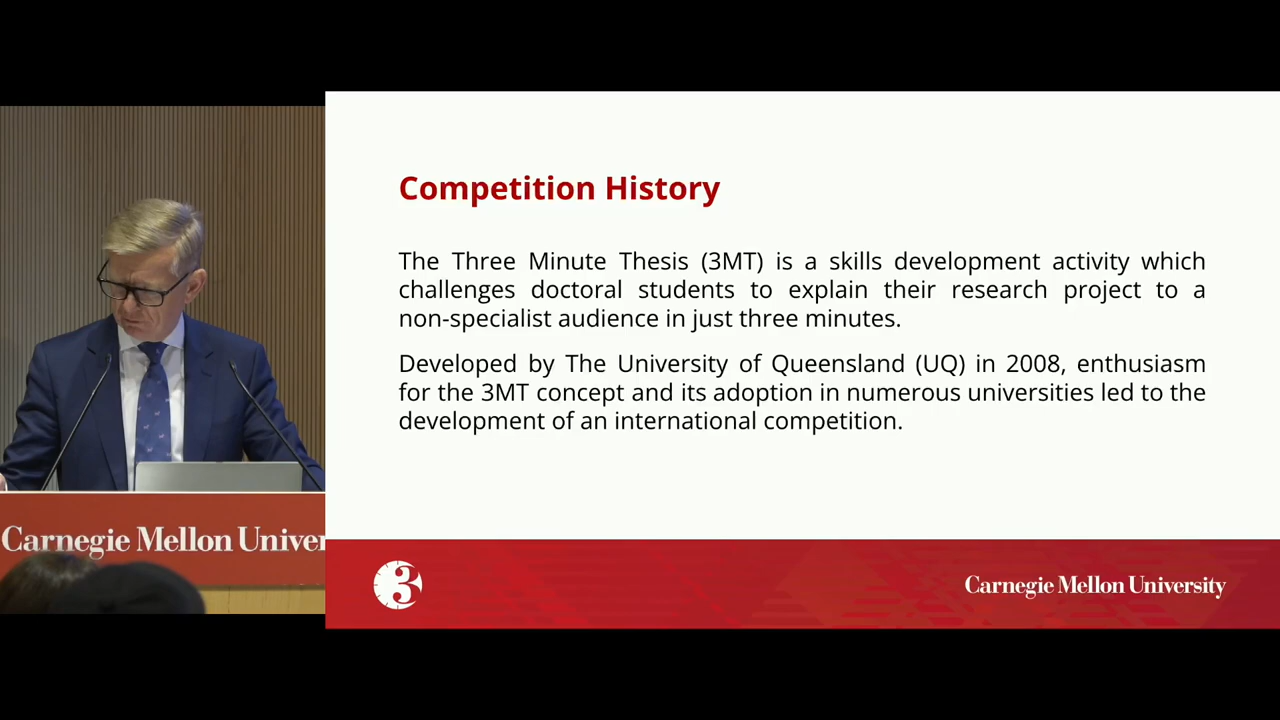 Competition History
The Three Minute Thesis (3MT) is a skills development activity which
challenges doctoral students to explain their research project to a
non-specialist audience in just three minutes.
Developed by The University of Queensland (UQ) in 2008, enthusiasm
for the 3MT concept and its adoption in numerous universities led to the
development of an international competition.
Carnegie Mellon Univer
3
Carnegie Mellon University